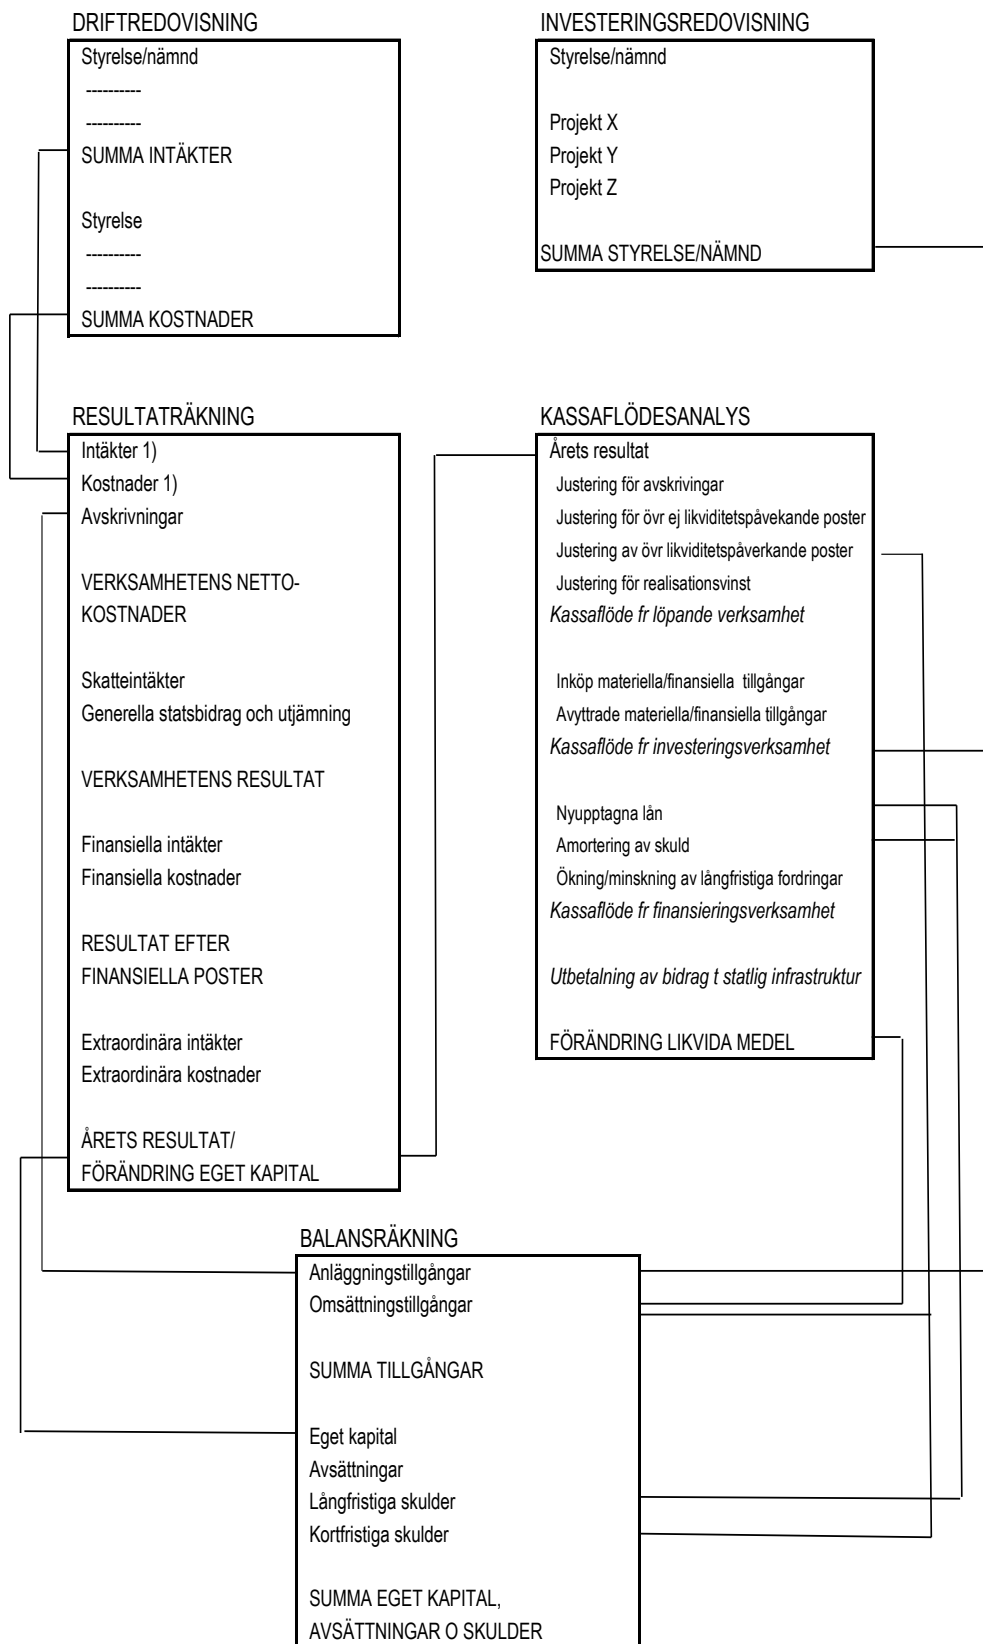 DRIFTREDOVISNING
Styrelse/nämnd
----------
----------
SUMMA INTÄKTER
Styrelse
----------
----------
SUMMA KOSTNADER
INVESTERINGSREDOVISNING
Styrelse/nämnd
Projekt X
Projekt Y
Projekt Z
SUMMA STYRELSE/NÄMND
RESULTATRÄKNING
Intäkter 1)
Kostnader 1)
Avskrivningar
VERKSAMHETENS NETTO-
KOSTNADER
Skatteintäkter
Generella statsbidrag och utjämning
VERKSAMHETENS RESULTAT
Finansiella intäkter
Finansiella kostnader
RESULTAT EFTER
FINANSIELLA POSTER
Extraordinära intäkter
Extraordinära kostnader
ÅRETS RESULTAT/
FÖRÄNDRING EGET KAPITAL
KASSAFLÖDESANALYS
Årets resultat
Justering för avskrivingar
Justering för övr ej likviditetspåvekande poster
Justering av övr likviditetspåverkande poster
Justering för realisationsvinst
Kassaflöde fr löpande verksamhet
Inköp materiella/finansiella tillgångar
Avyttrade materiella/finansiella tillgångar
Kassaflöde fr investeringsverksamhet
Nyupptagna lån
Amortering av skuld
Ökning/minskning av långfristiga fordringar
Kassaflöde fr finansieringsverksamhet
Utbetalning av bidrag t statlig infrastruktur
FÖRÄNDRING LIKVIDA MEDEL
BALANSRÄKNING
Anläggningstillgångar
Omsättningstillgångar
SUMMA TILLGÅNGAR
Eget kapital
Avsättningar
Långfristiga skulder
Kortfristiga skulder
SUMMA EGET KAPITAL,
AVSÄTTNINGAR O SKULDER